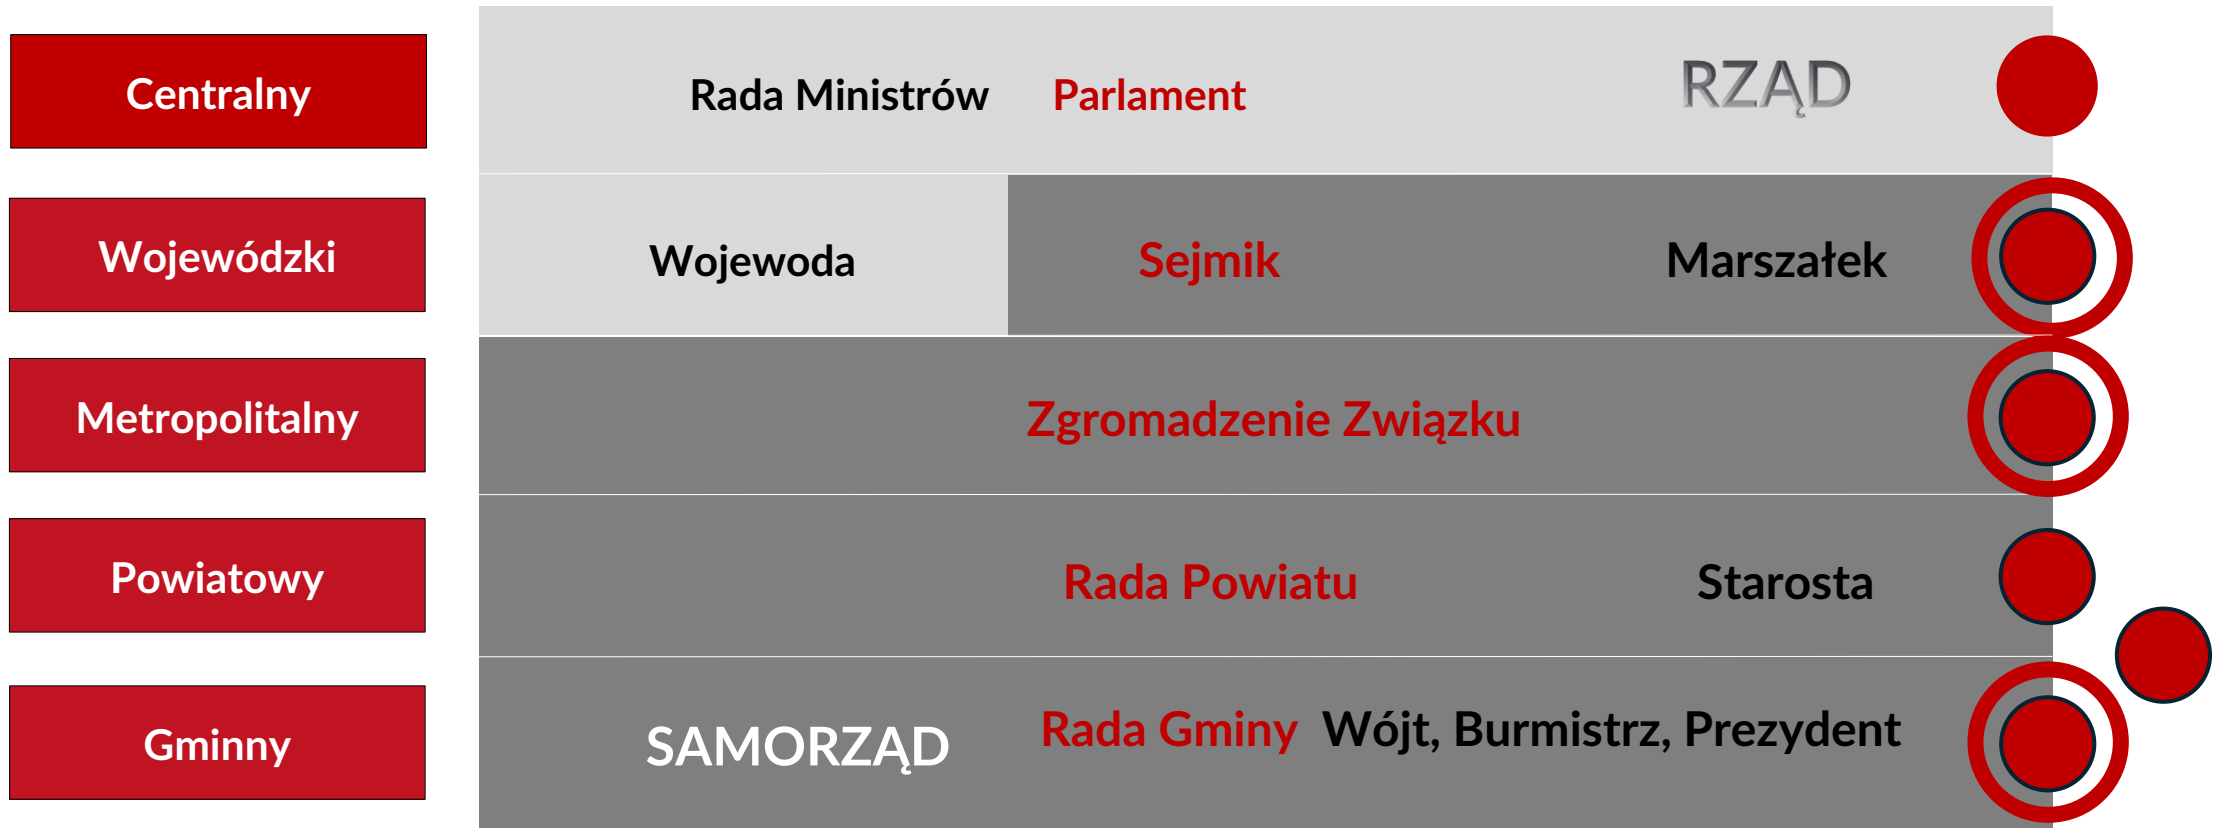 Centralny
Rada Ministrów Parlament RZĄD
Wojewódzki
Wojewoda Sejmik Marszałek
Metropolitalny
Zgromadzenie Związku
Powiatowy
Rada Powiatu Starosta
Gminny
SAMORZĄD Rada Gminy Wójt, Burmistrz, Prezydent